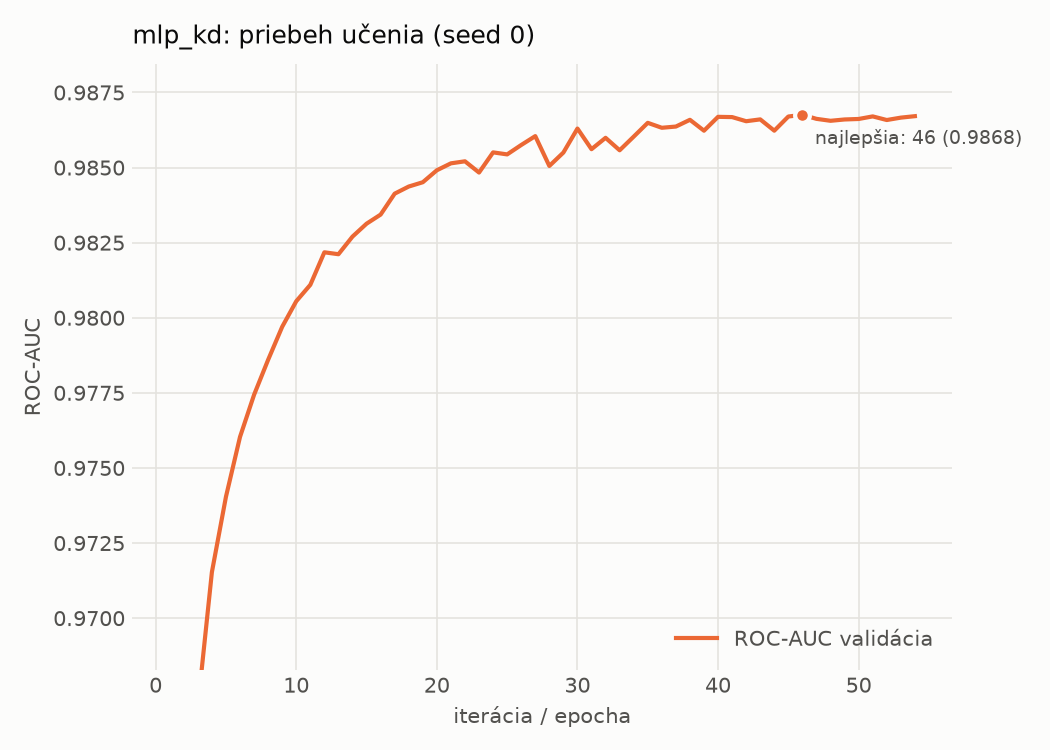 mlp_kd: priebeh učenia (seed 0)
0.9875
0.9850
0.9825
0.9800
0.9775
0.9750
0.9725
0.9700
ROC-AUC
najlepšia: 46 (0.9868)
ROC-AUC validácia
0 10 20 30 40 50
iterácia / epocha